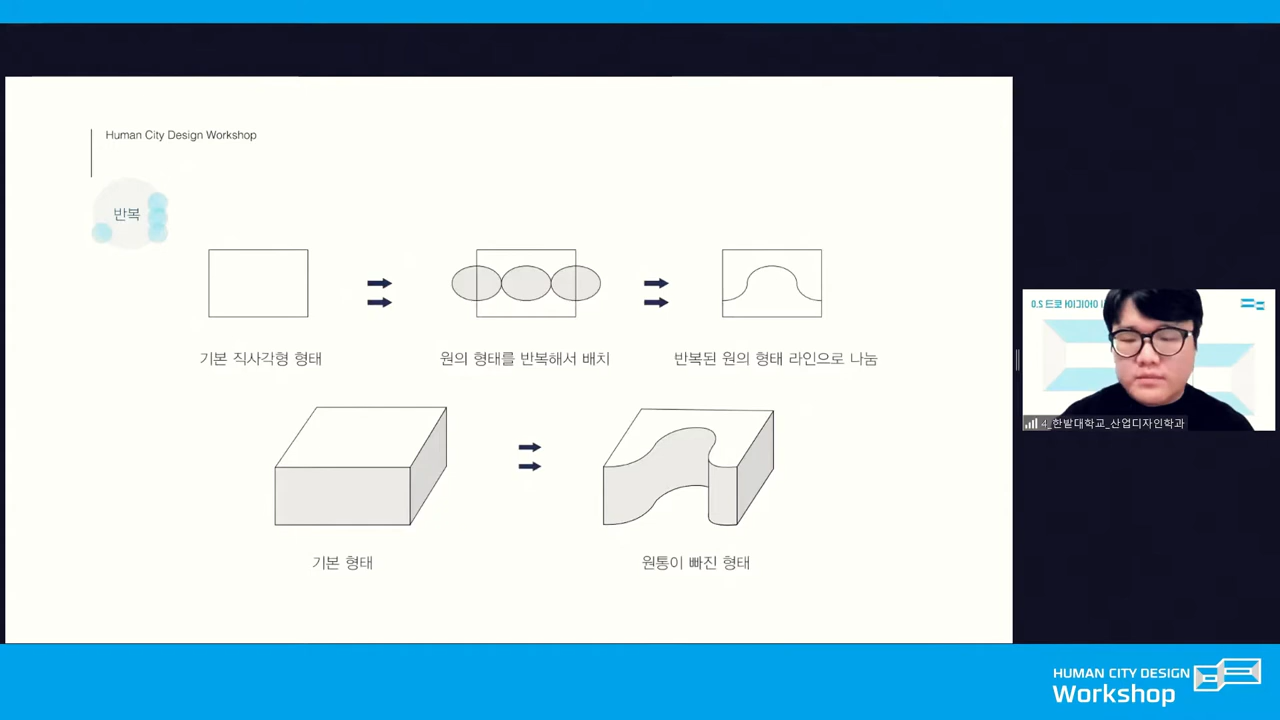 Human City Design Workshop
반복
기본 직사각형 형태
원의 형태를 반복해서 배치
반복된 원의 형태 라인으로 나눔
기본 형태
원통이 빠진 형태
4_한밭대학교_산업디자인학과
HUMAN CITY DESIGN
Workshop